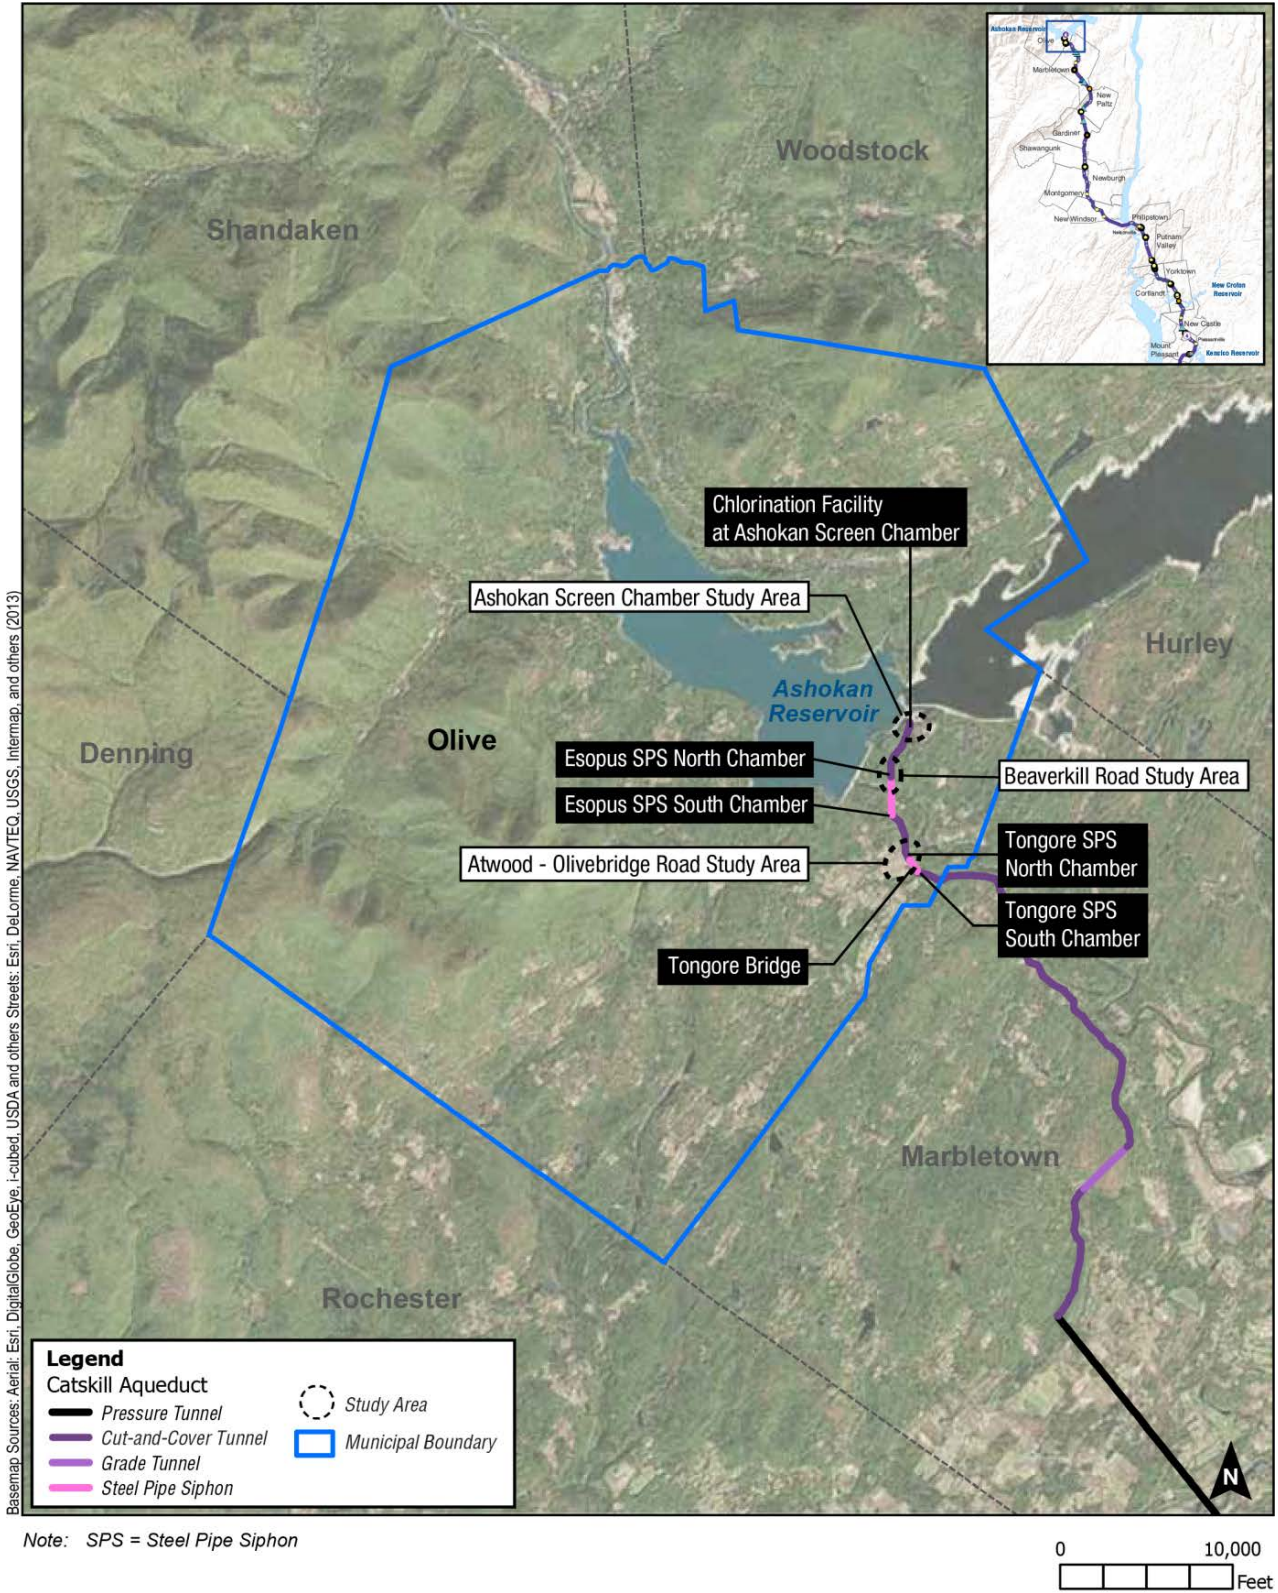 Ashokan Reservoir
Olive
Marbletown
New
Paltz
Gardiner
Shawangunk
Newburgh
Montgomery
New Windsor
Philipstown
Nelsonville
Putnam
Valley
Yorktown
Cortlandt
New Croton
Reservoir
New Castle
Pleasantville
Mount
Pleasant
Kensico Reservoir
Woodstock
Shandaken
Chlorination Facility
at Ashokan Screen Chamber
Ashokan Screen Chamber Study Area
Hurley
Ashokan
Reservoir
Denning
Olive
Esopus SPS North Chamber
Beaverkill Road Study Area
Esopus SPS South Chamber
Tongore SPS
North Chamber
Atwood - Olivebridge Road Study Area
Tongore SPS
South Chamber
Tongore Bridge
Marbletown
Rochester
Legend
Catskill Aqueduct
Pressure Tunnel
Cut-and-Cover Tunnel
Grade Tunnel
Steel Pipe Siphon
Study Area
Municipal Boundary
N
Basemap Sources: Aerial: Esri, DigitalGlobe, GeoEye, i-cubed, USDA and others Streets: Esri, DeLorme, NAVTEQ, USGS, Intermap, and others (2013)
Note: SPS = Steel Pipe Siphon
0 10,000
Feet